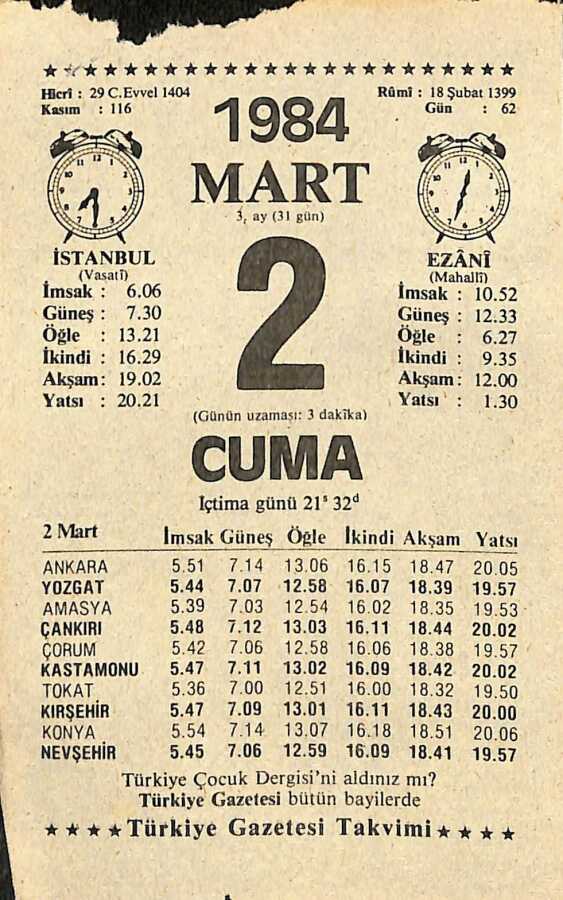 ★ ★ ★ ★ ★ ★ ★ ★ ★ ★ ★ ★ ★ ★ ★ ★ ★ ★ ★ ★ ★ ★ ★ ★
Hicrî : 29 C.Evvel 1404
Kasım : 116
1984
Rûmî : 18 Şubat 1399
Gün : 62
MART
3. ay (31 gün)
2
İSTANBUL
(Vasatî)
İmsak : 6.06
Güneş : 7.30
Öğle : 13.21
İkindi : 16.29
Akşam : 19.02
Yatsı : 20.21
EZÂNÎ
(Mahallî)
İmsak : 10.52
Güneş : 12.33
Öğle : 6.27
İkindi : 9.35
Akşam : 12.00
Yatsı : 1.30
(Günün uzaması: 3 dakîka)
CUMA
İçtima günü 21ˢ 32ᵈ
2 Mart İmsak Güneş Öğle İkindi Akşam Yatsı
ANKARA 5.51 7.14 13.06 16.15 18.47 20.05
YOZGAT 5.44 7.07 12.58 16.07 18.39 19.57
AMASYA 5.39 7.03 12.54 16.02 18.35 19.53
ÇANKIRI 5.48 7.12 13.03 16.11 18.44 20.02
ÇORUM 5.42 7.06 12.58 16.06 18.38 19.57
KASTAMONU 5.47 7.11 13.02 16.09 18.42 20.02
TOKAT 5.36 7.00 12.51 16.00 18.32 19.50
KIRŞEHİR 5.47 7.09 13.01 16.11 18.43 20.00
KONYA 5.54 7.14 13.07 16.18 18.51 20.06
NEVŞEHİR 5.45 7.06 12.59 16.09 18.41 19.57
Türkiye Çocuk Dergisi'ni aldınız mı?
Türkiye Gazetesi bütün bayilerde
★ ★ ★ ★ Türkiye Gazetesi Takvimi ★ ★ ★ ★